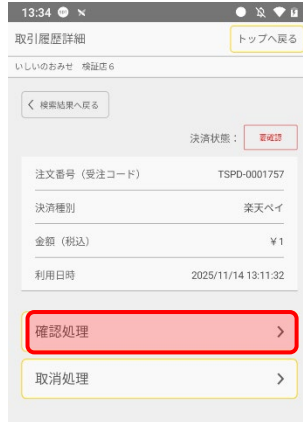 13:34
取引履歴詳細
トップへ戻る
いしいのおみせ 検証店6
検索結果へ戻る
決済状態：
要確認
注文番号（受注コード） TSPD-0001757
決済種別 楽天ペイ
金額（税込） ¥1
利用日時 2025/11/14 13:11:32
確認処理
取消処理